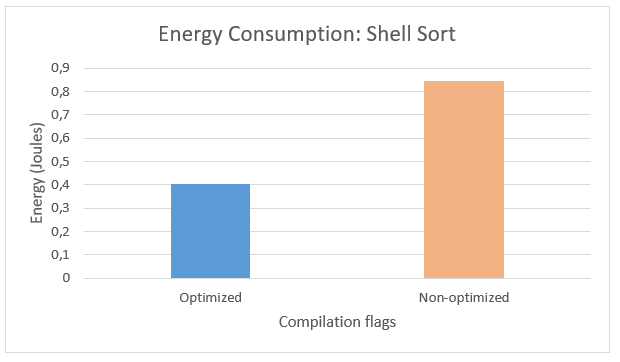 Energy Consumption: Shell Sort
Energy (Joules)
0,9
0,8
0,7
0,6
0,5
0,4
0,3
0,2
0,1
0
Optimized
Non-optimized
Compilation flags